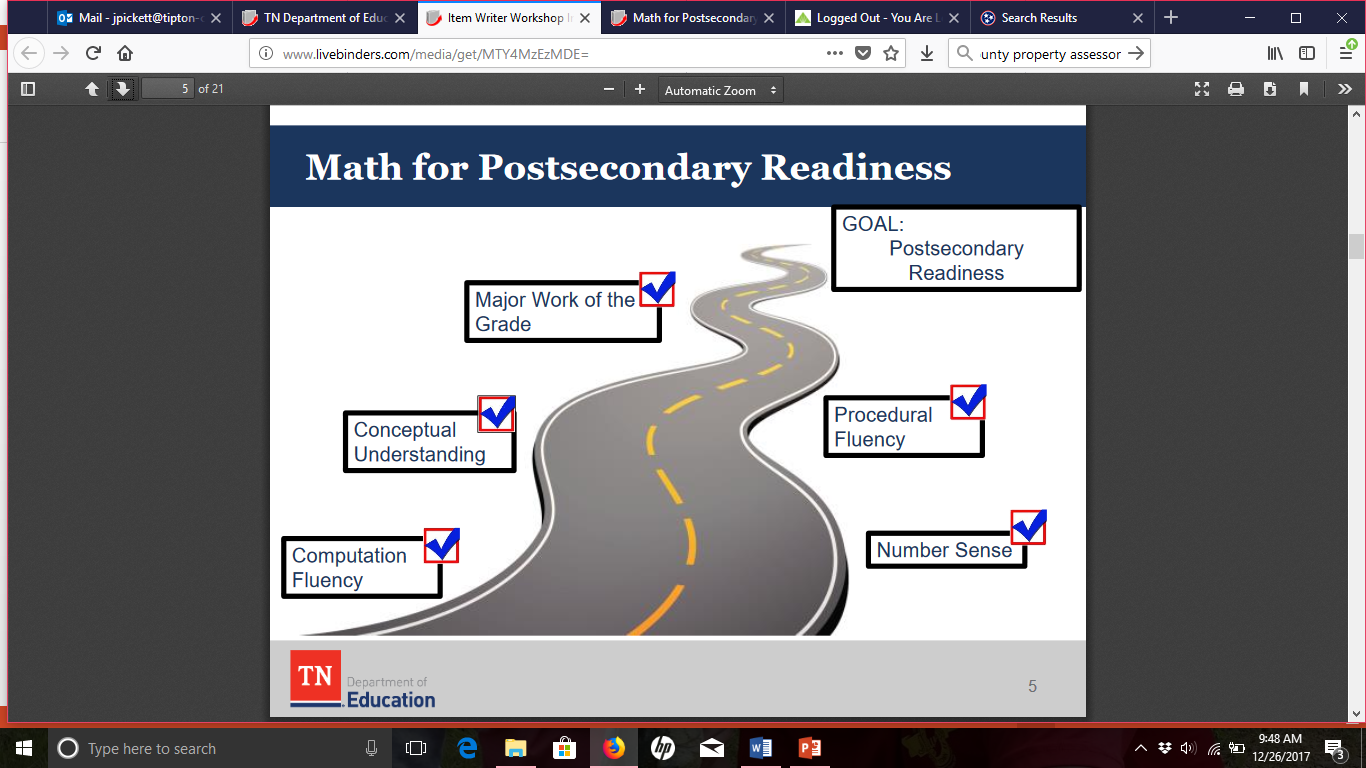 Mail - jpickett@tipton-
TN Department of Educ
Item Writer Workshop I
Math for Postsecondary
Logged Out - You Are L
Search Results
www.livebinders.com/media/get/MTY4MzEzMDE=
unty property assessor
5 of 21
Automatic Zoom
Math for Postsecondary Readiness
GOAL:
Postsecondary
Readiness
Major Work of the
Grade
Conceptual
Understanding
Procedural
Fluency
Computation
Fluency
Number Sense
TN
Department of
Education
5
Type here to search
hp
9:48 AM
12/26/2017
3